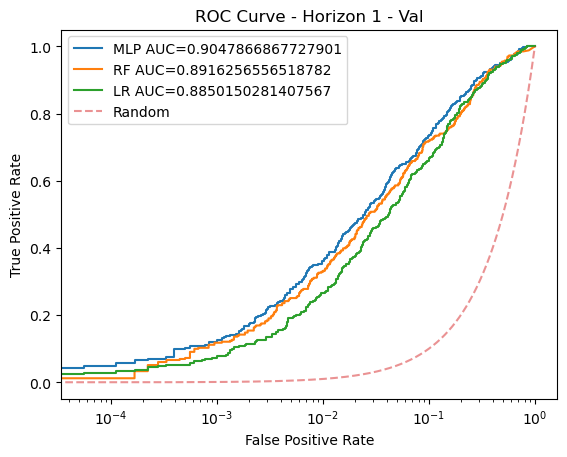 ROC Curve - Horizon 1 - Val
MLP AUC=0.9047866867727901
RF AUC=0.8916256556518782
LR AUC=0.8850150281407567
Random
True Positive Rate
1.0
0.8
0.6
0.4
0.2
0.0
10⁻⁴
10⁻³
10⁻²
10⁻¹
10⁰
False Positive Rate